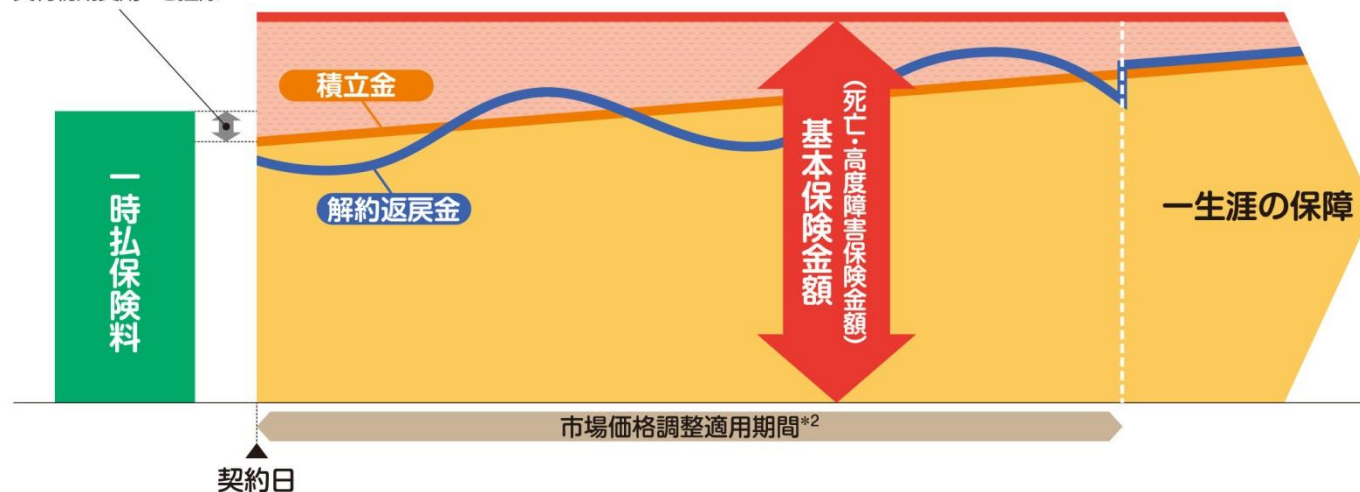 積立金
解約返戻金
一時払保険料
基本保険金額
(死亡・高度障害保険金額)
一生涯の保障
市場価格調整適用期間*2
契約日